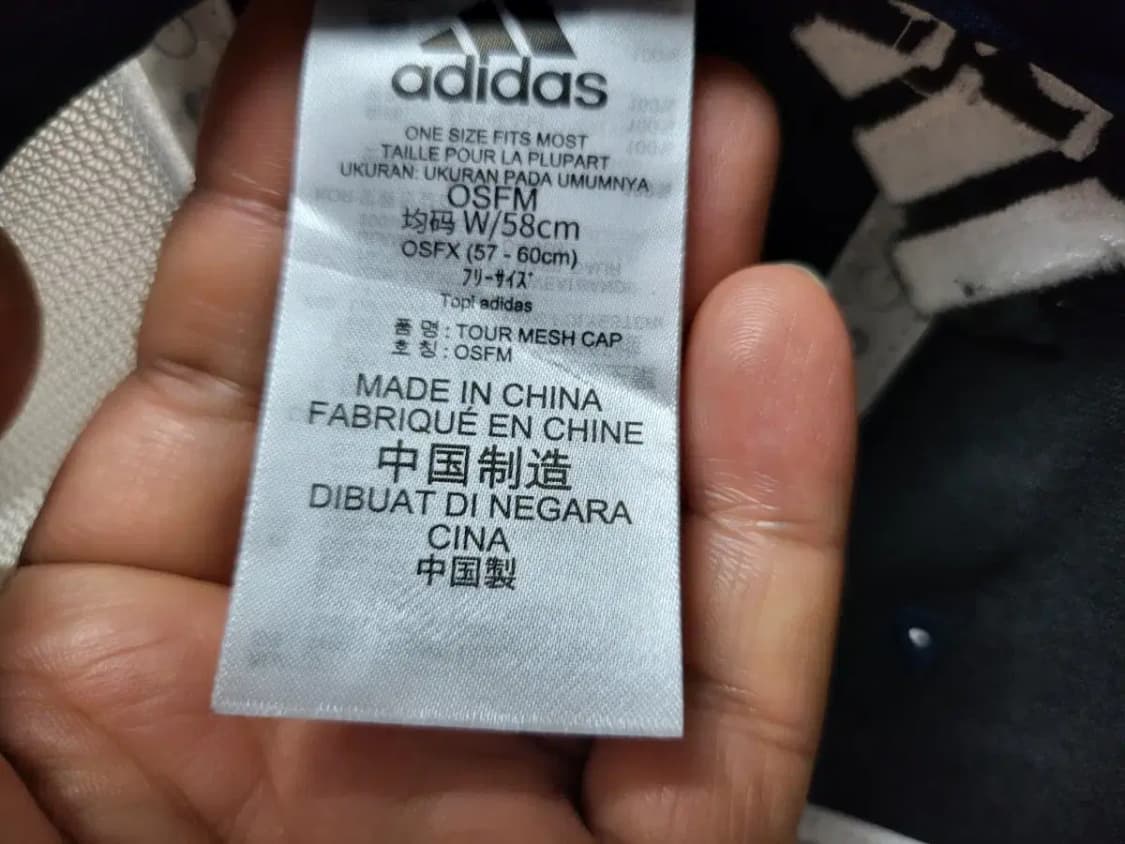 adidas
ONE SIZE FITS MOST
TAILLE POUR LA PLUPART
UKURAN: UKURAN PADA UMUMNYA
OSFM
均码 W/58cm
OSFX (57 - 60cm)
フリーサイズ
Topi adidas
품 명 : TOUR MESH CAP
호 칭 : OSFM
MADE IN CHINA
FABRIQUÉ EN CHINE
中国制造
DIBUAT DI NEGARA
CINA
中国製